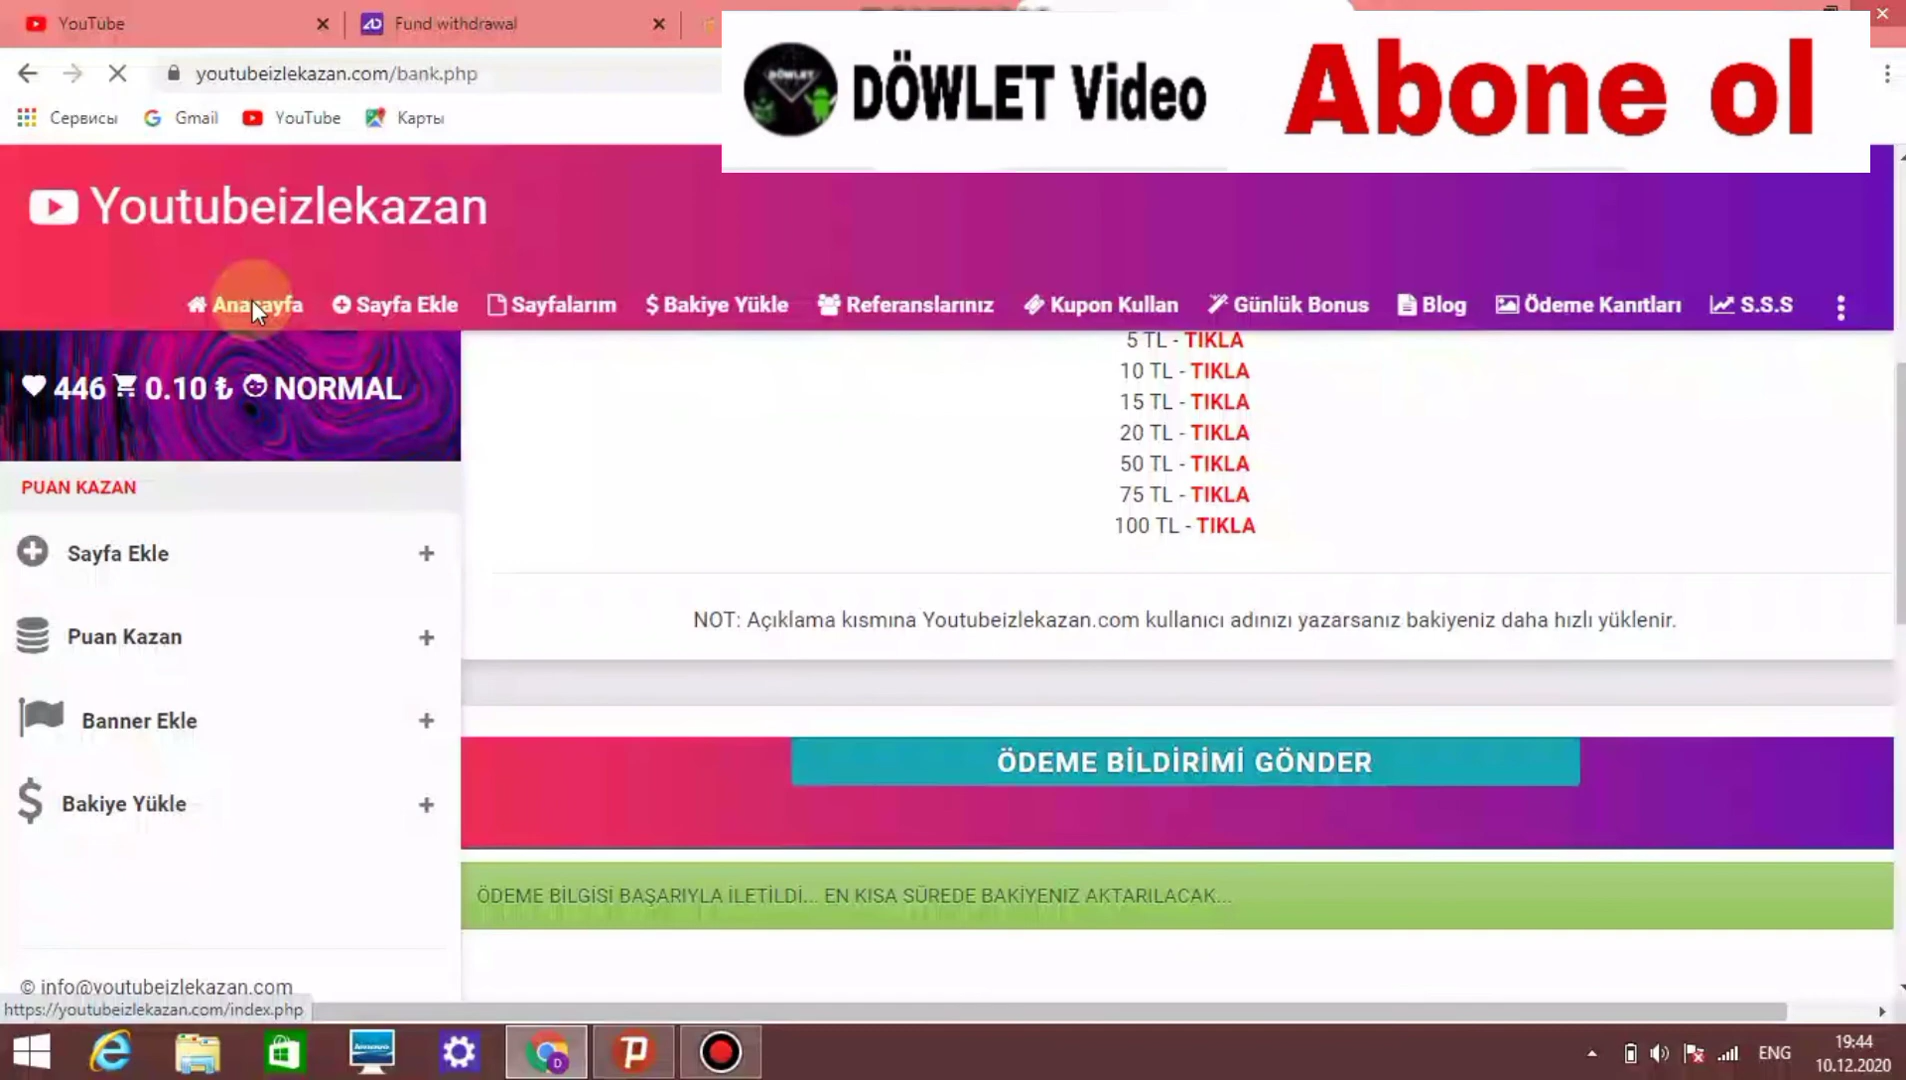 YouTube
Fund withdrawal
youtubeizlekazan.com/bank.php
DÖWLET Video
Abone ol
Сервисы
Gmail
YouTube
Карты
Youtubeizlekazan
Anasayfa
Sayfa Ekle
Sayfalarım
$ Bakiye Yükle
Referanslarınız
Kupon Kullan
Günlük Bonus
Blog
Ödeme Kanıtları
S.S.S
446 0.10 ₺ NORMAL
5 TL - TIKLA
10 TL - TIKLA
15 TL - TIKLA
20 TL - TIKLA
50 TL - TIKLA
75 TL - TIKLA
100 TL - TIKLA
PUAN KAZAN
Sayfa Ekle +
Puan Kazan +
Banner Ekle +
$ Bakiye Yükle +
NOT: Açıklama kısmına Youtubeizlekazan.com kullanıcı adınızı yazarsanız bakiyeniz daha hızlı yüklenir.
ÖDEME BİLDİRİMİ GÖNDER
ÖDEME BİLGİSİ BAŞARIYLA İLETİLDİ... EN KISA SÜREDE BAKİYENİZ AKTARILACAK...
© info@youtubeizlekazan.com
https://youtubeizlekazan.com/index.php
ENG
19:44
10.12.2020